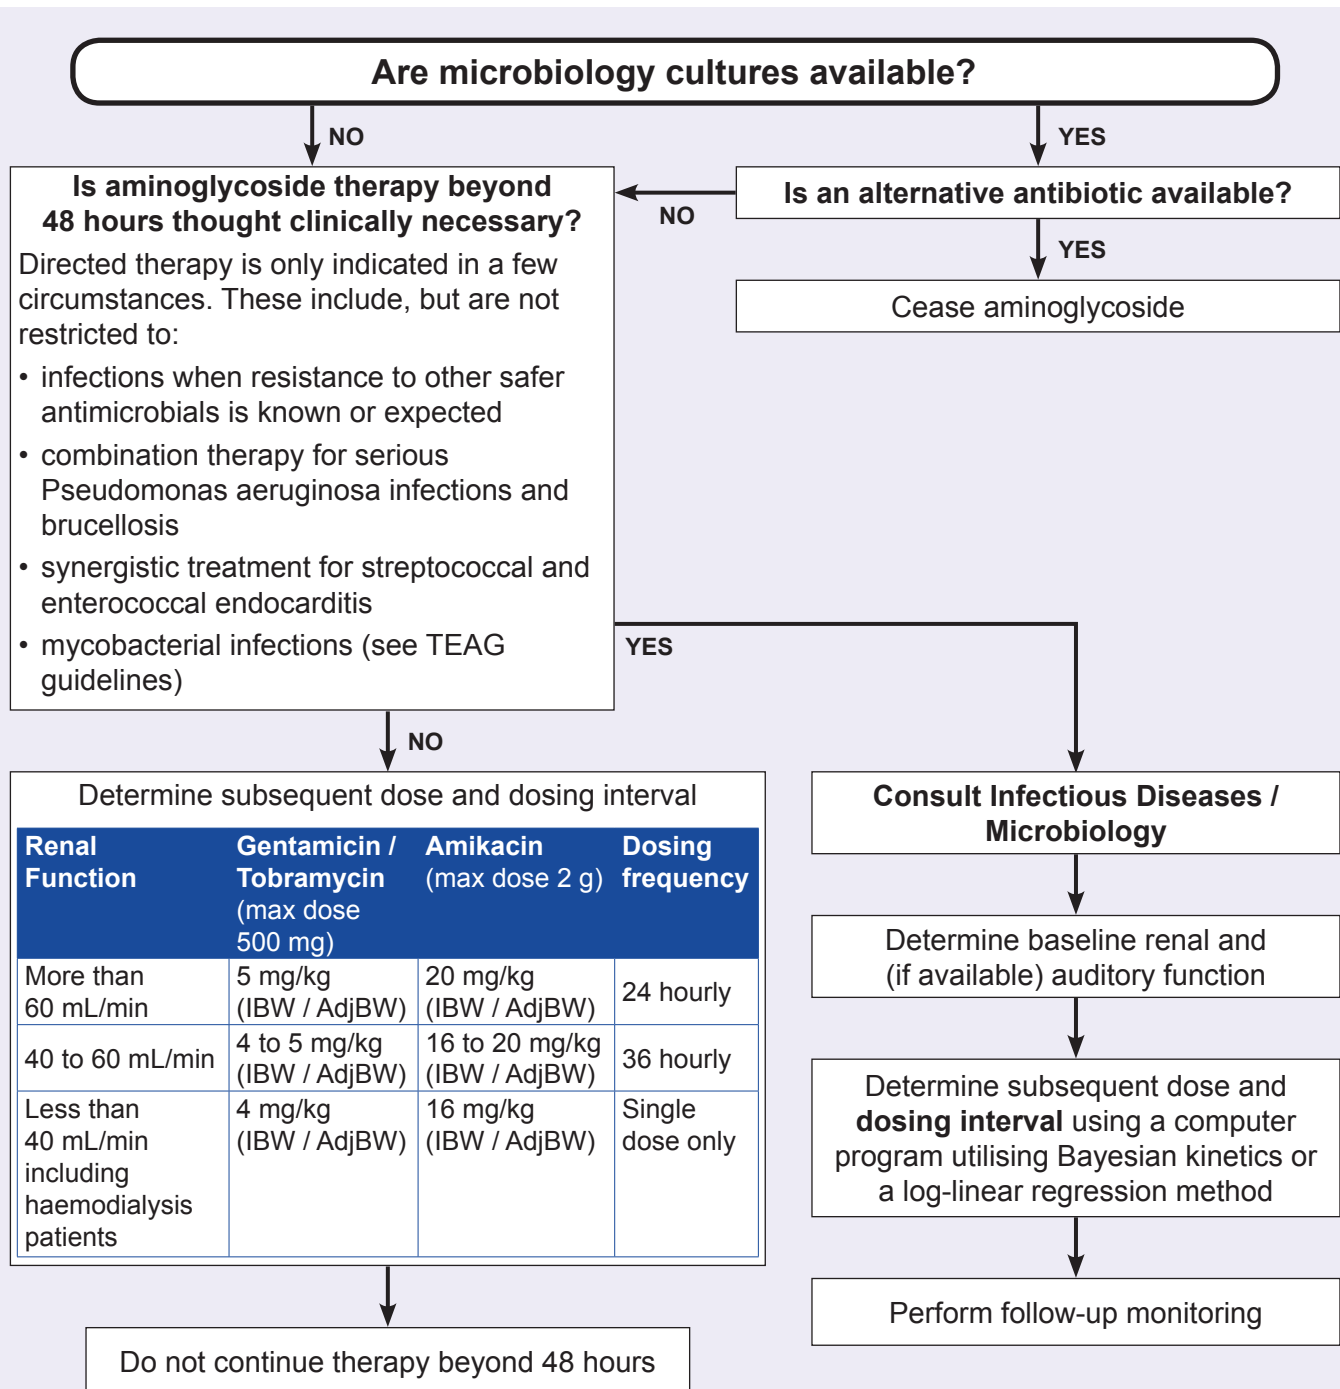 Are microbiology cultures available?
NO
YES
Is aminoglycoside therapy beyond
48 hours thought clinically necessary?
Directed therapy is only indicated in a few
circumstances. These include, but are not
restricted to:
• infections when resistance to other safer
antimicrobials is known or expected
• combination therapy for serious
Pseudomonas aeruginosa infections and
brucellosis
• synergistic treatment for streptococcal and
enterococcal endocarditis
• mycobacterial infections (see TEAG
guidelines)
NO
Is an alternative antibiotic available?
YES
Cease aminoglycoside
YES
NO
Determine subsequent dose and dosing interval
Renal
Function
Gentamicin /
Tobramycin
(max dose
500 mg)
Amikacin
(max dose 2 g)
Dosing
frequency
More than
60 mL/min
5 mg/kg
(IBW / AdjBW)
20 mg/kg
(IBW / AdjBW)
24 hourly
40 to 60 mL/min
4 to 5 mg/kg
(IBW / AdjBW)
16 to 20 mg/kg
(IBW / AdjBW)
36 hourly
Less than
40 mL/min
including
haemodialysis
patients
4 mg/kg
(IBW / AdjBW)
16 mg/kg
(IBW / AdjBW)
Single
dose only
Do not continue therapy beyond 48 hours
Consult Infectious Diseases /
Microbiology
Determine baseline renal and
(if available) auditory function
Determine subsequent dose and
dosing interval using a computer
program utilising Bayesian kinetics or
a log-linear regression method
Perform follow-up monitoring